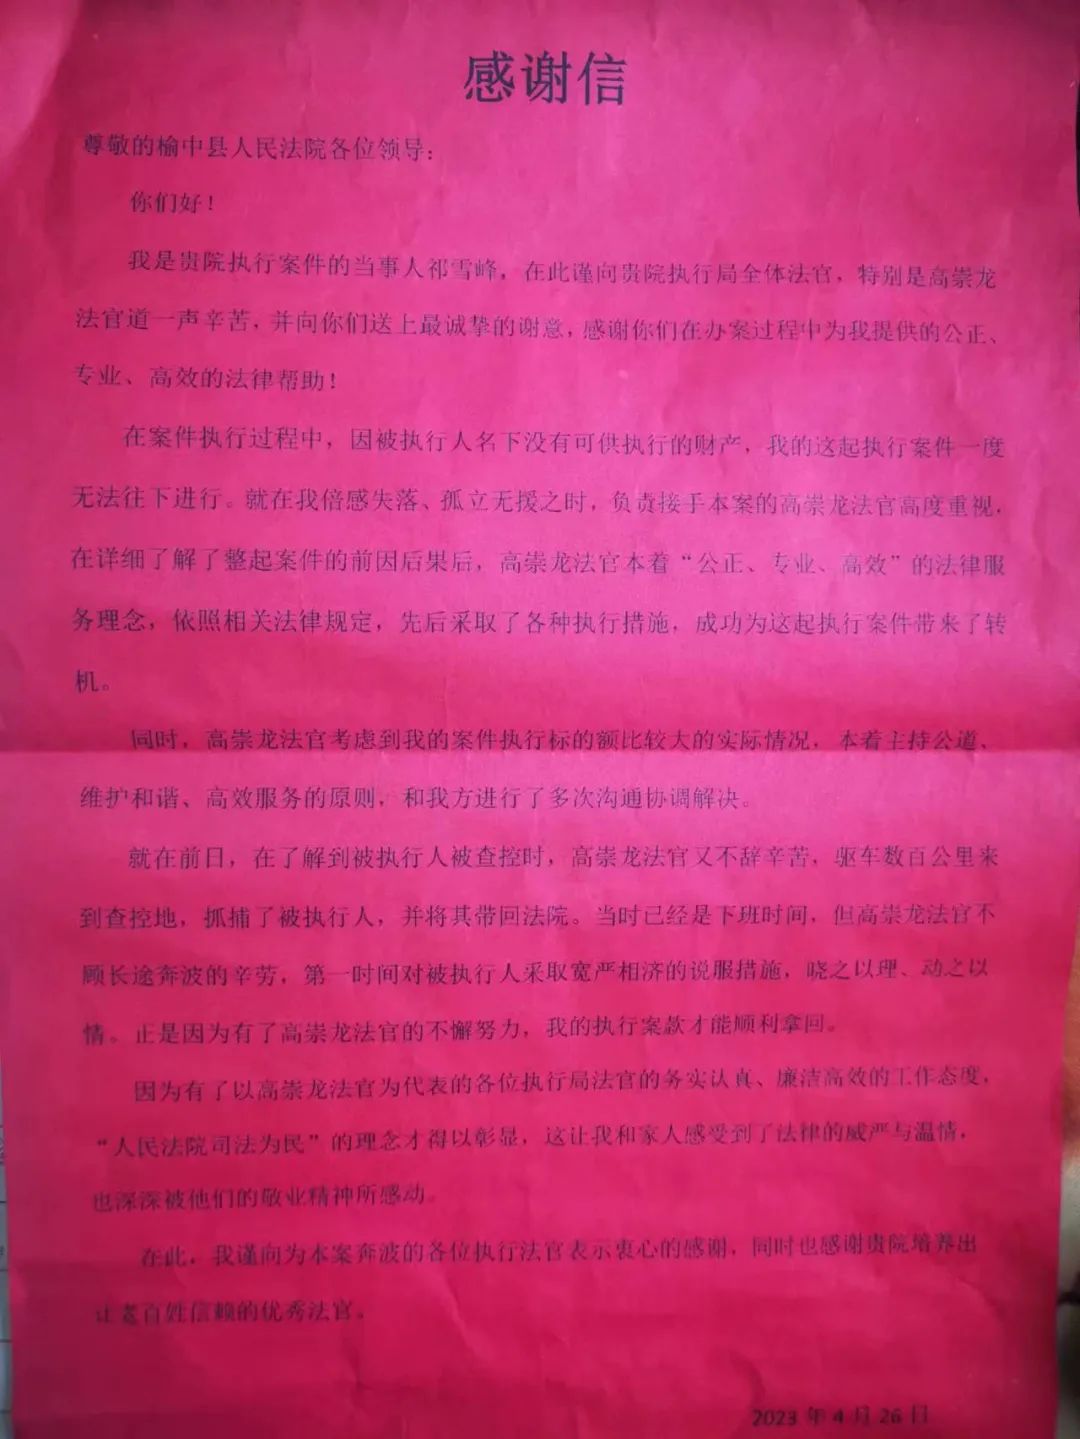 感谢信
尊敬的榆中县人民法院各位领导：
你们好！
我是贵院执行案件的当事人祁雪峰，在此谨向贵院执行局全体法官，特别是高崇龙
法官道一声辛苦，并向你们送上最诚挚的谢意，感谢你们在办案过程中为我提供的公正、
专业、高效的法律帮助！
在案件执行过程中，因被执行人名下没有可供执行的财产，我的这起执行案件一度
无法往下进行。就在我倍感失落、孤立无援之时，负责接手本案的高崇龙法官高度重视，
在详细了解了整起案件的前因后果后，高崇龙法官本着“公正、专业、高效”的法律服
务理念，依照相关法律规定，先后采取了各种执行措施，成功为这起执行案件带来了转
机。
同时，高崇龙法官考虑到我的案件执行标的额比较大的实际情况，本着主持公道、
维护和谐、高效服务的原则，和我方进行了多次沟通协调解决。
就在前日，在了解到被执行人被查控时，高崇龙法官又不辞辛苦，驱车数百公里来
到查控地，抓捕了被执行人，并将其带回法院。当时已经是下班时间，但高崇龙法官不
顾长途奔波的辛劳，第一时间对被执行人采取宽严相济的说服措施，晓之以理、动之以
情。正是因为有了高崇龙法官的不懈努力，我的执行案款才能顺利拿回。
因为有了以高崇龙法官为代表的各位执行局法官的务实认真、廉洁高效的工作态度，
“人民法院司法为民”的理念才得以彰显，这让我和家人感受到了法律的威严与温情，
也深深被他们的敬业精神所感动。
在此，我谨向为本案奔波的各位执行法官表示衷心的感谢，同时也感谢贵院培养出
让老百姓信赖的优秀法官。
2023 年 4 月 26 日